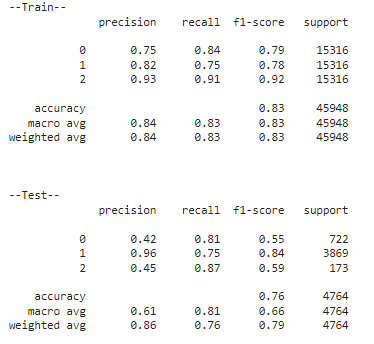 --Train--
precision recall f1-score support
0 0.75 0.84 0.79 15316
1 0.82 0.75 0.78 15316
2 0.93 0.91 0.92 15316
accuracy 0.83 45948
macro avg 0.84 0.83 0.83 45948
weighted avg 0.84 0.83 0.83 45948
--Test--
precision recall f1-score support
0 0.42 0.81 0.55 722
1 0.96 0.75 0.84 3869
2 0.45 0.87 0.59 173
accuracy 0.76 4764
macro avg 0.61 0.81 0.66 4764
weighted avg 0.86 0.76 0.79 4764